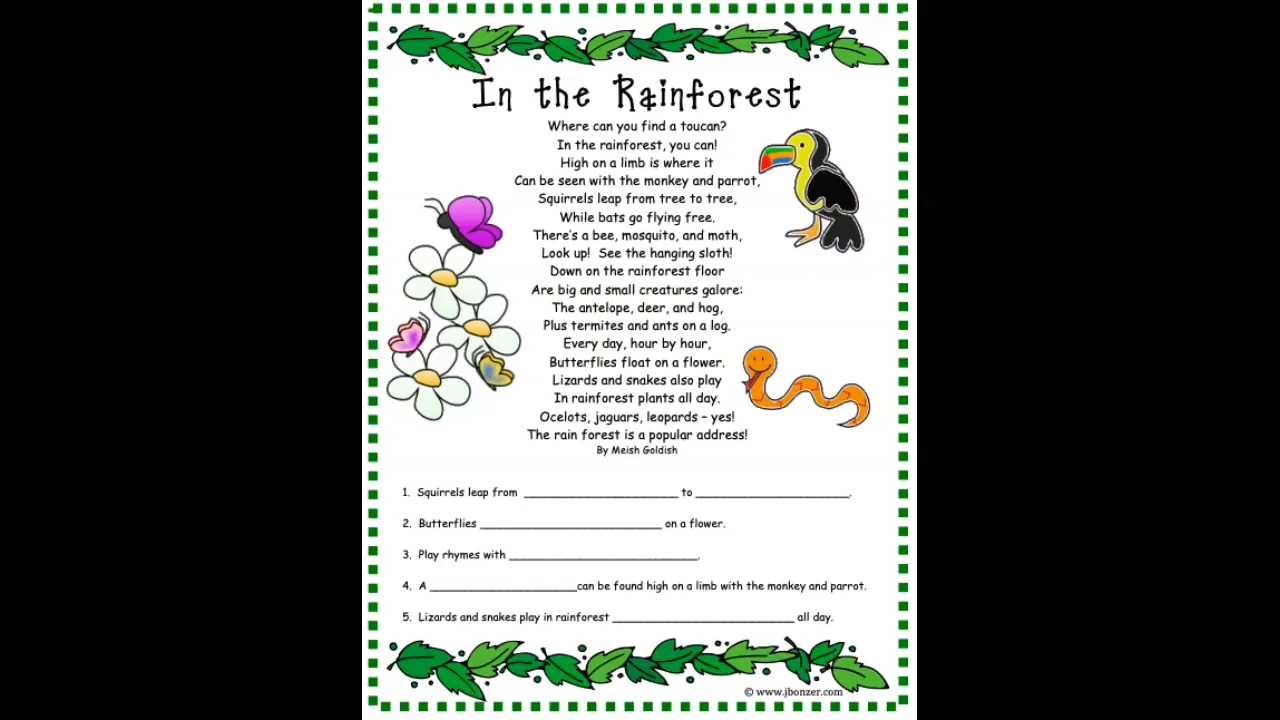 In the Rainforest
Where can you find a toucan?
In the rainforest, you can!
High on a limb is where it
Can be seen with the monkey and parrot,
Squirrels leap from tree to tree,
While bats go flying free.
There's a bee, mosquito, and moth,
Look up!  See the hanging sloth!
Down on the rainforest floor
Are big and small creatures galore:
The antelope, deer, and hog,
Plus termites and ants on a log.
Every day, hour by hour,
Butterflies float on a flower.
Lizards and snakes also play
In rainforest plants all day.
Ocelots, jaguars, leopards – yes!
The rain forest is a popular address!
By Meish Goldish
1.  Squirrels leap from ______________________ to ______________________.
2.  Butterflies __________________________ on a flower.
3.  Play rhymes with ___________________________.
4.  A _____________________can be found high on a limb with the monkey and parrot.
5.  Lizards and snakes play in rainforest __________________________ all day.
© www.jbonzer.com